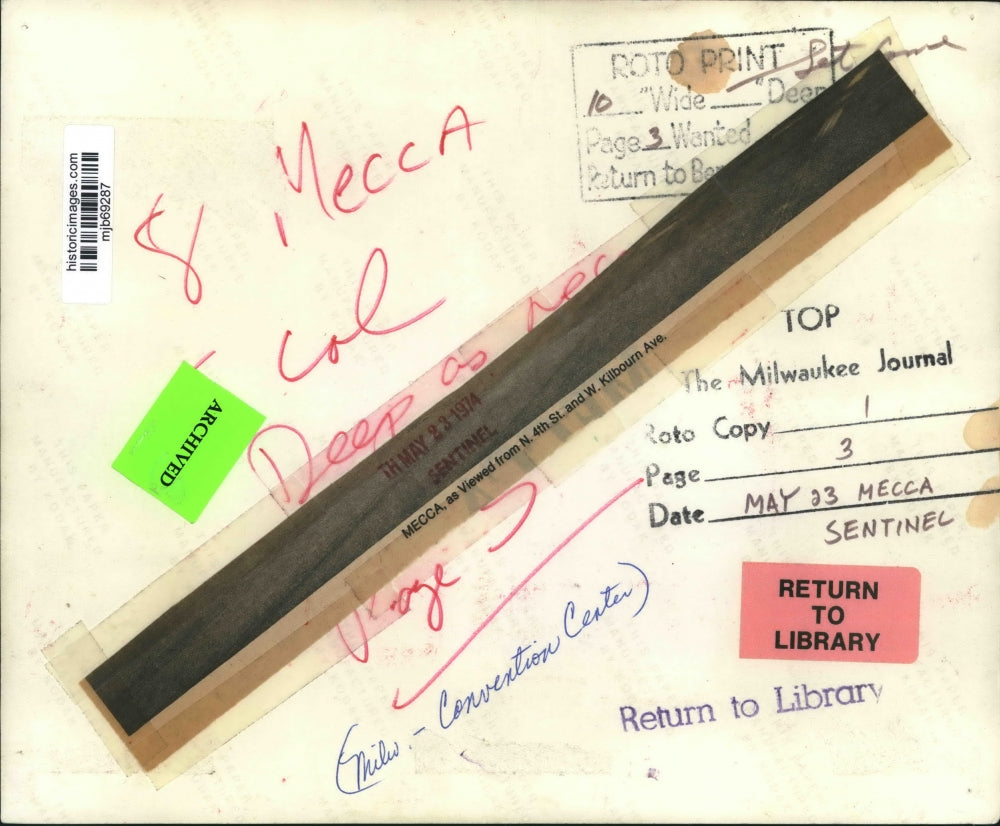 ROTO PRINT
10 "Wide "Deep
Page 3 Wanted
Return to
historicimages.com
mjb69287
8 MECCA
Col
Deep as
Page
ARCHIVED
TH MAY 23 1974
SENTINEL
MECCA, as Viewed from N. 4th St. and W. Kilbourn Ave.
TOP
The Milwaukee Journal
Roto Copy 1
Page 3
Date MAY 23 MECCA
SENTINEL
RETURN
TO
LIBRARY
(Milw. - Convention Center)
Return to Library